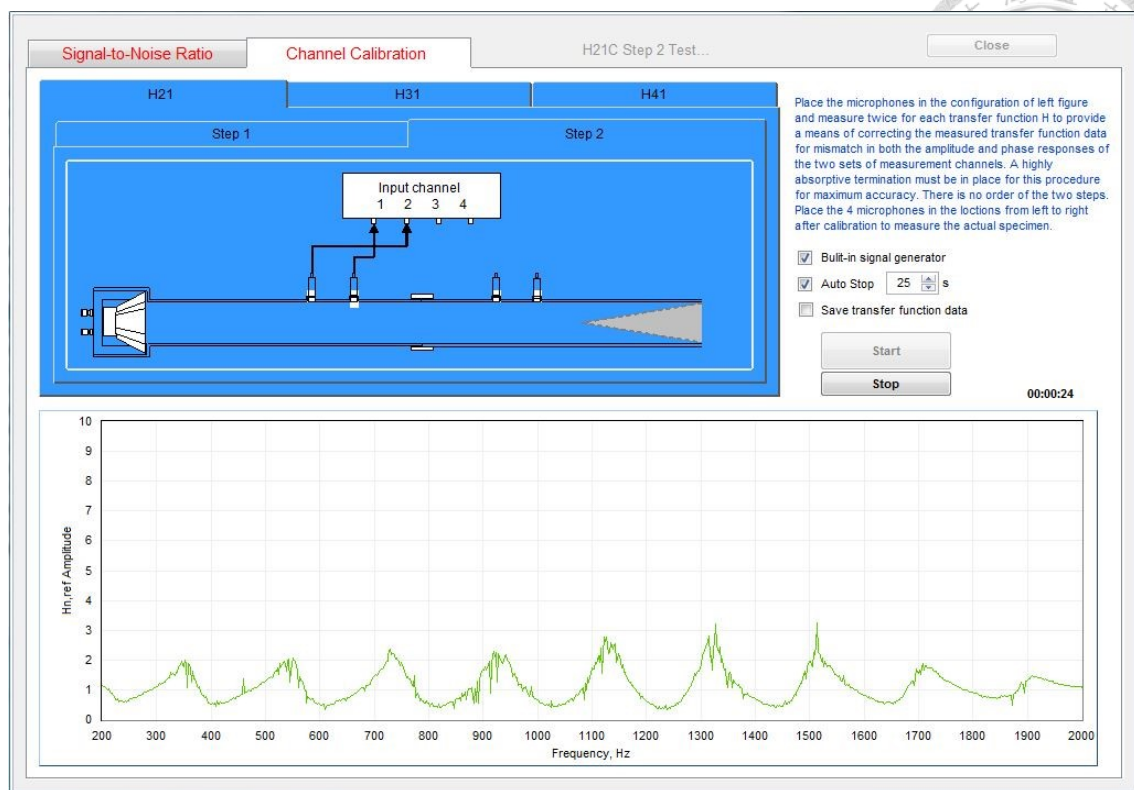 Signal-to-Noise Ratio
Channel Calibration
H21C Step 2 Test...
Close
H21
H31
H41
Step 1
Step 2
Input channel
1 2 3 4
Place the microphones in the configuration of left figure
and measure twice for each transfer function H to provide
a means of correcting the measured transfer function data
for mismatch in both the amplitude and phase responses of
the two sets of measurement channels. A highly
absorptive termination must be in place for this procedure
for maximum accuracy. There is no order of the two steps.
Place the 4 microphones in the loctions from left to right
after calibration to measure the actual specimen.
Bulit-in signal generator
Auto Stop 25 s
Save transfer function data
Start
Stop
00:00:24
10
9
8
7
6
5
4
3
2
1
0
Hn,ref Amplitude
200 300 400 500 600 700 800 900 1000 1100 1200 1300 1400 1500 1600 1700 1800 1900 2000
Frequency, Hz